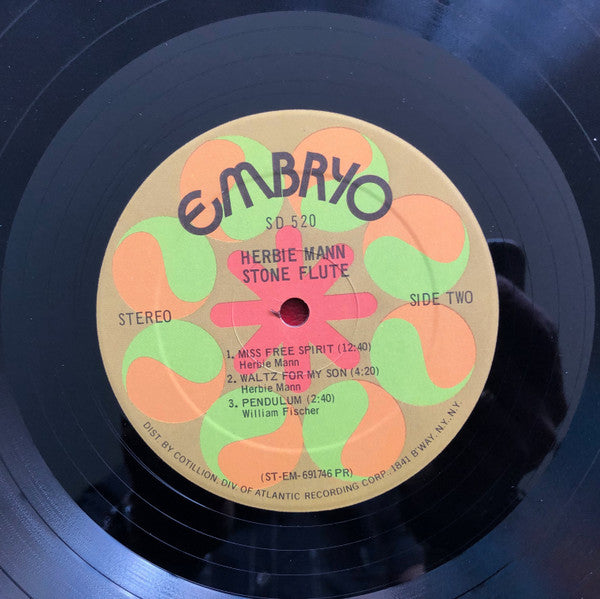 EMBRYO
SD 520
HERBIE MANN
STONE FLUTE
STEREO
SIDE TWO
1. MISS FREE SPIRIT (12:40)
Herbie Mann
2. WALTZ FOR MY SON (4:20)
Herbie Mann
3. PENDULUM (2:40)
William Fischer
(ST-EM-691746 PR)
DIST. BY COTILLION, DIV. OF ATLANTIC RECORDING CORP., 1841 B'WAY, N.Y. N.Y.